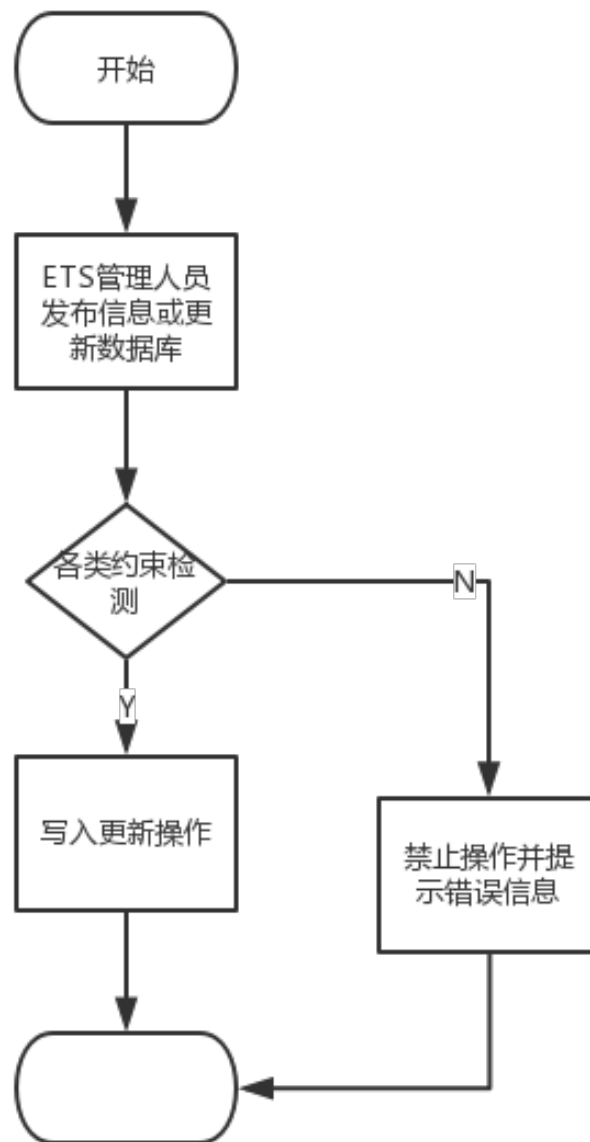 开始
ETS管理人员
发布信息或更
新数据库
各类约束检
测
N
Y
写入更新操作
禁止操作并提
示错误信息